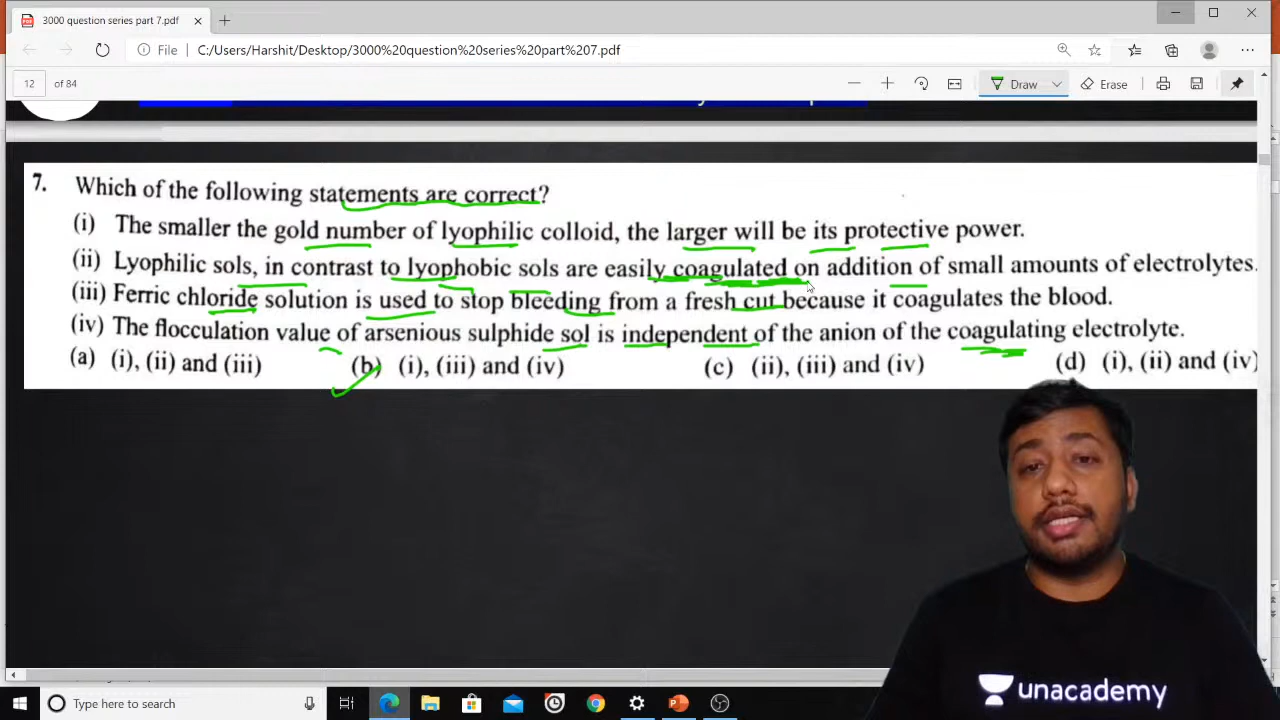 3000 question series part 7.pdf
File C:/Users/Harshit/Desktop/3000%20question%20series%20part%207.pdf
12 of 84 Draw Erase
7. Which of the following statements are correct?
(i) The smaller the gold number of lyophilic colloid, the larger will be its protective power.
(ii) Lyophilic sols, in contrast to lyophobic sols are easily coagulated on addition of small amounts of electrolytes.
(iii) Ferric chloride solution is used to stop bleeding from a fresh cut because it coagulates the blood.
(iv) The flocculation value of arsenious sulphide sol is independent of the anion of the coagulating electrolyte.
(a) (i), (ii) and (iii) (b) (i), (iii) and (iv) (c) (ii), (iii) and (iv) (d) (i), (ii) and (iv)
unacademy
Type here to search